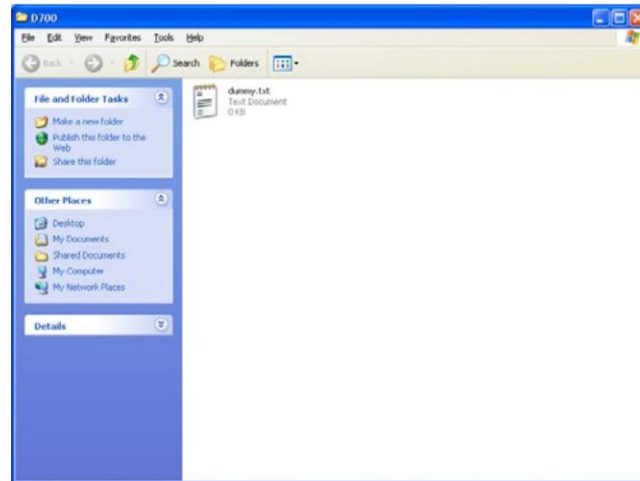 D700
File Edit View Favorites Tools Help
Back Search Folders
File and Folder Tasks
Make a new folder
Publish this folder to the
Web
Share this folder
Other Places
Desktop
My Documents
Shared Documents
My Computer
My Network Places
Details
dummy.txt
Text Document
0 KB